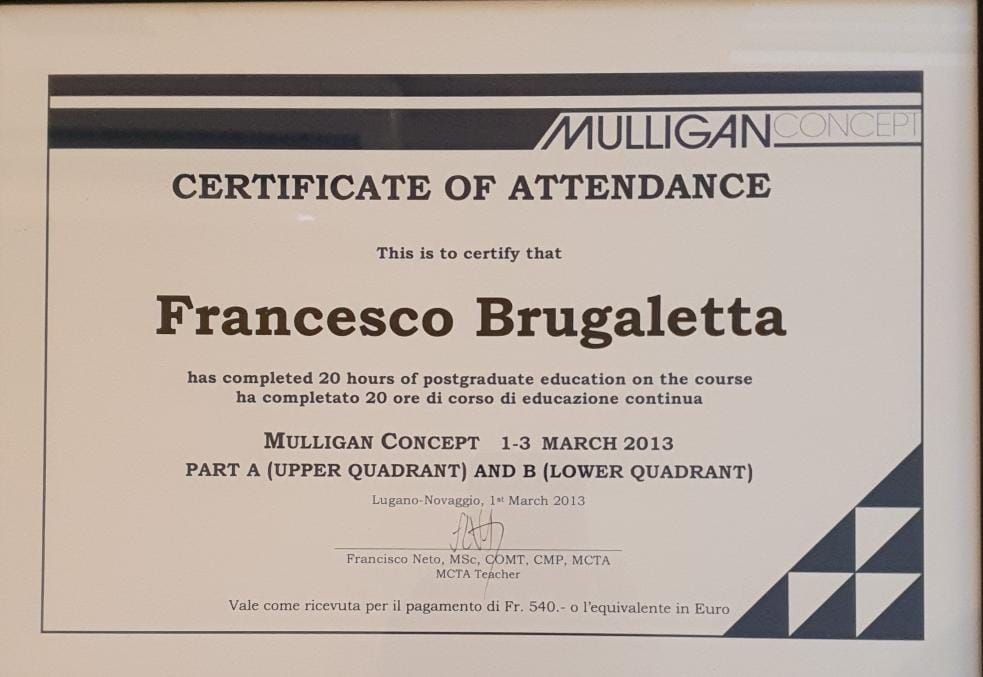 MULLIGAN CONCEPT
CERTIFICATE OF ATTENDANCE
This is to certify that
Francesco Brugaletta
has completed 20 hours of postgraduate education on the course
ha completato 20 ore di corso di educazione continua
MULLIGAN CONCEPT 1-3 MARCH 2013
PART A (UPPER QUADRANT) AND B (LOWER QUADRANT)
Lugano-Novaggio, 1st March 2013
Francisco Neto, MSc, COMT, CMP, MCTA
MCTA Teacher
Vale come ricevuta per il pagamento di Fr. 540.- o l'equivalente in Euro